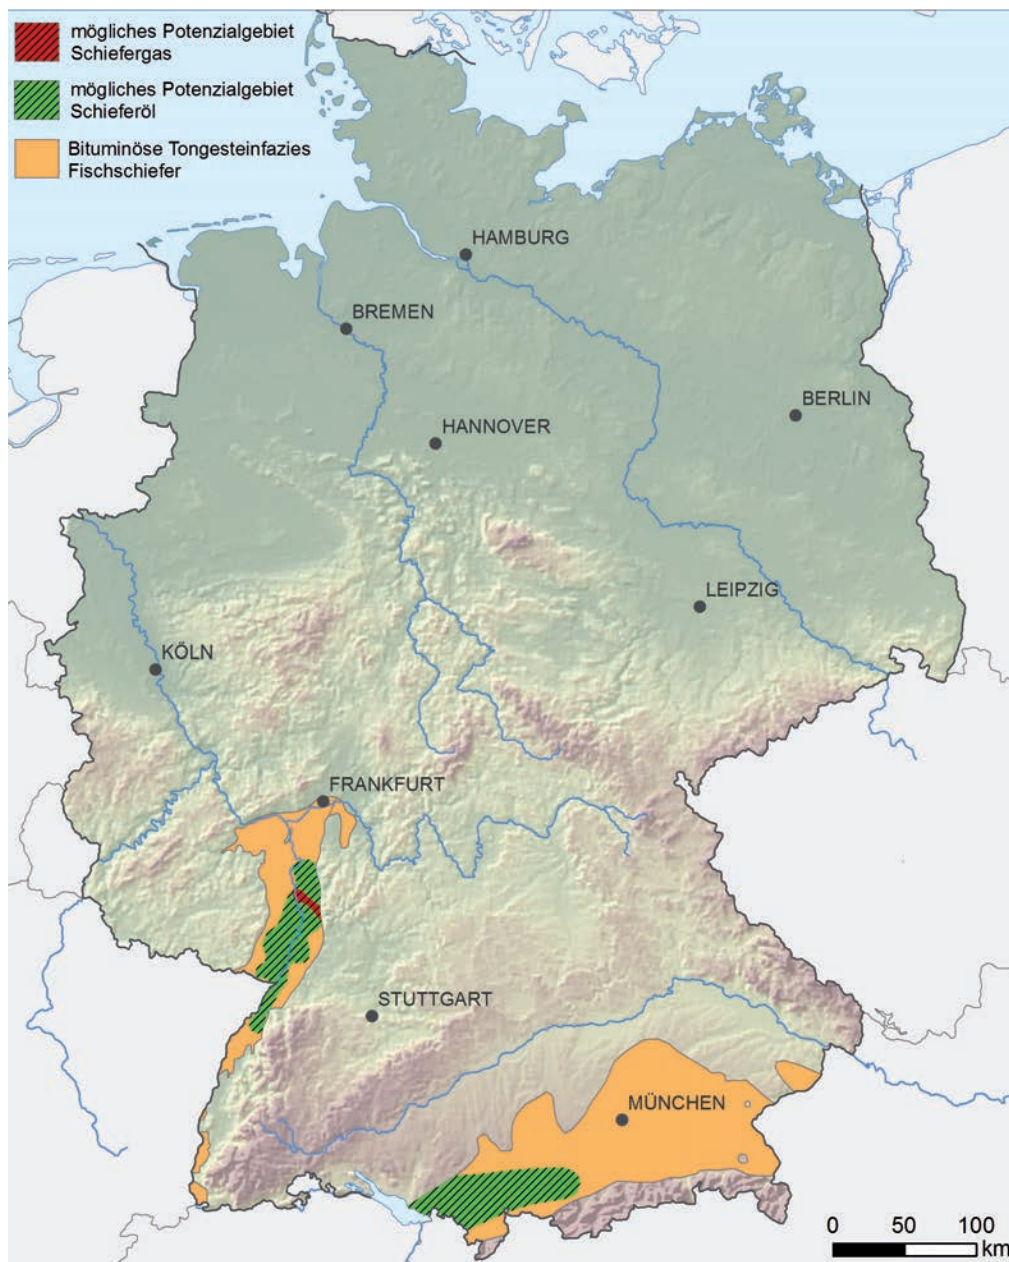 mögliches Potenzialgebiet
Schiefergas
mögliches Potenzialgebiet
Schieferöl
Bituminöse Tongesteinfazies
Fischschiefer
HAMBURG
BREMEN
BERLIN
HANNOVER
LEIPZIG
KÖLN
FRANKFURT
STUTTGART
MÜNCHEN
0 50 100
km